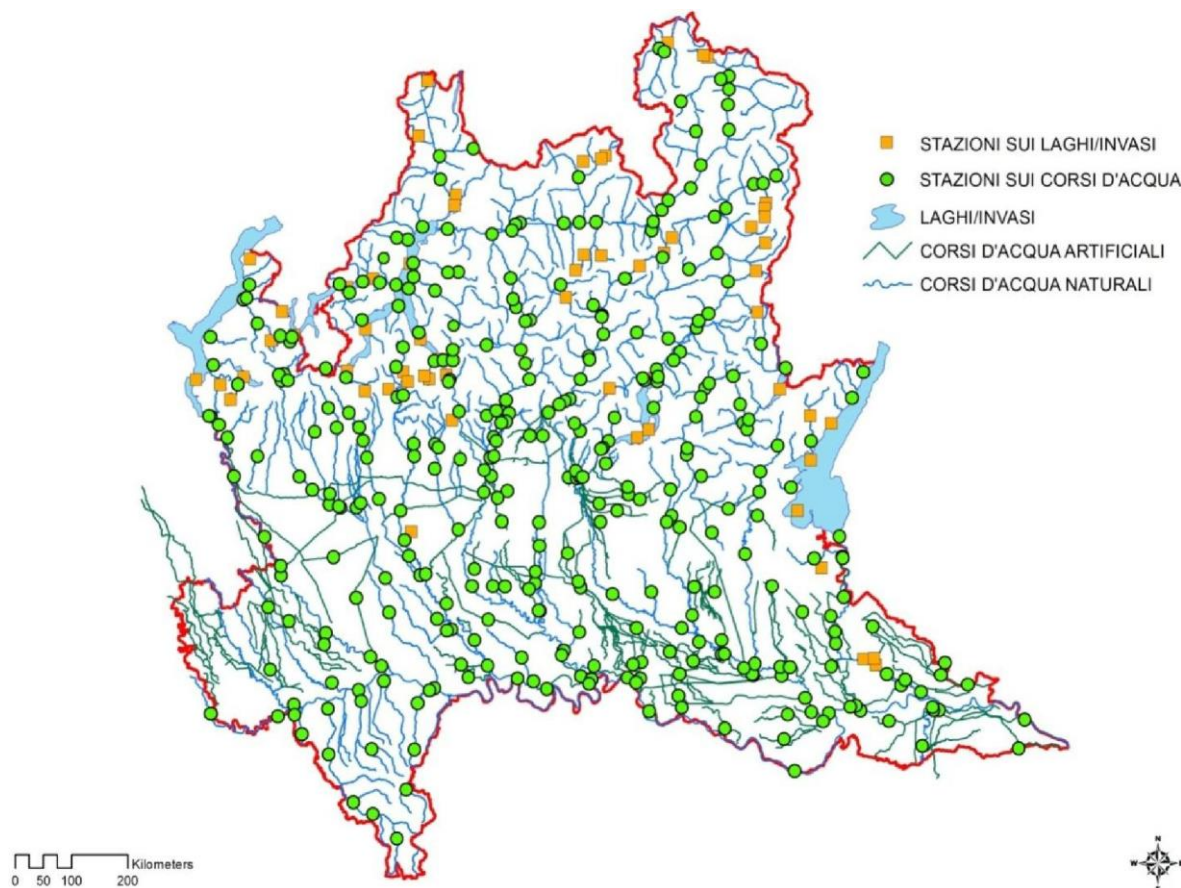 STAZIONI SUI LAGHI/INVASI
STAZIONI SUI CORSI D'ACQUA
LAGHI/INVASI
CORSI D'ACQUA ARTIFICIALI
CORSI D'ACQUA NATURALI
Kilometers
0 50 100 200
N
W E
S